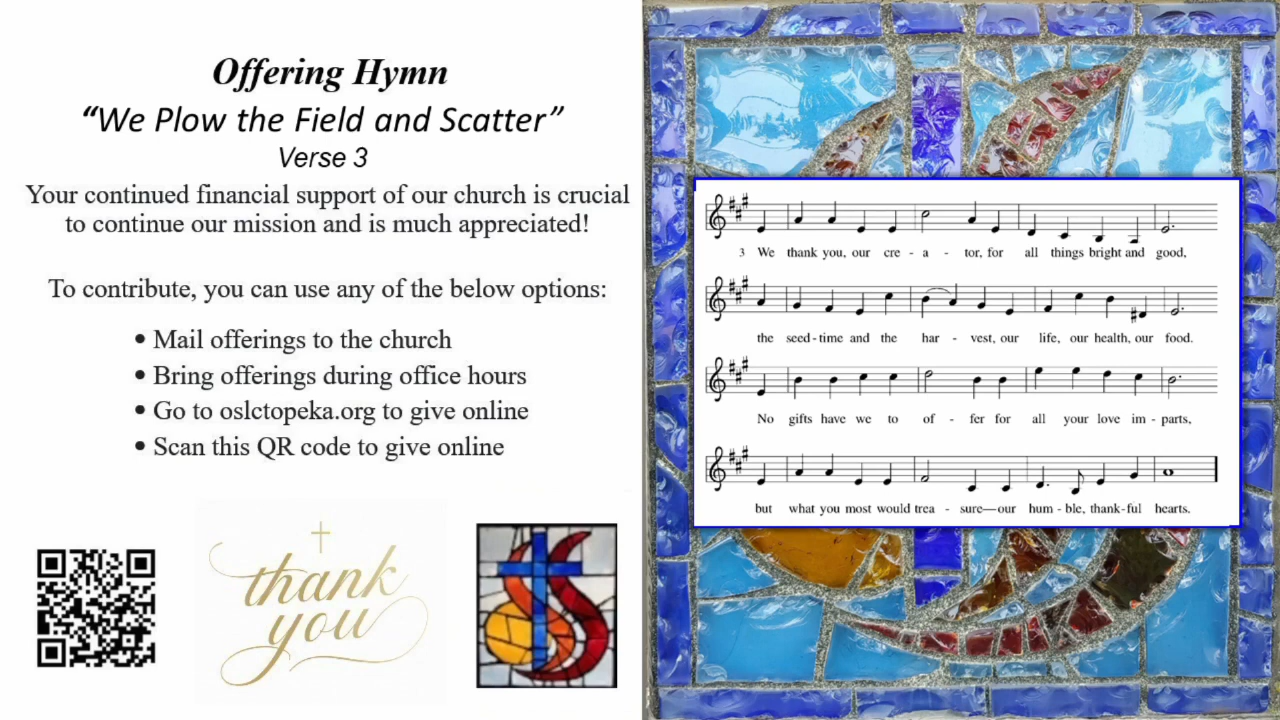 Offering Hymn
“We Plow the Field and Scatter”
Verse 3
Your continued financial support of our church is crucial
to continue our mission and is much appreciated!
To contribute, you can use any of the below options:
• Mail offerings to the church
• Bring offerings during office hours
• Go to oslctopeka.org to give online
• Scan this QR code to give online
thank
you
3 We thank you, our cre - a - tor, for all things bright and good,
the seed - time and the har - vest, our life, our health, our food.
No gifts have we to of - fer for all your love im - parts,
but what you most would trea - sure—our hum - ble, thank - ful hearts.